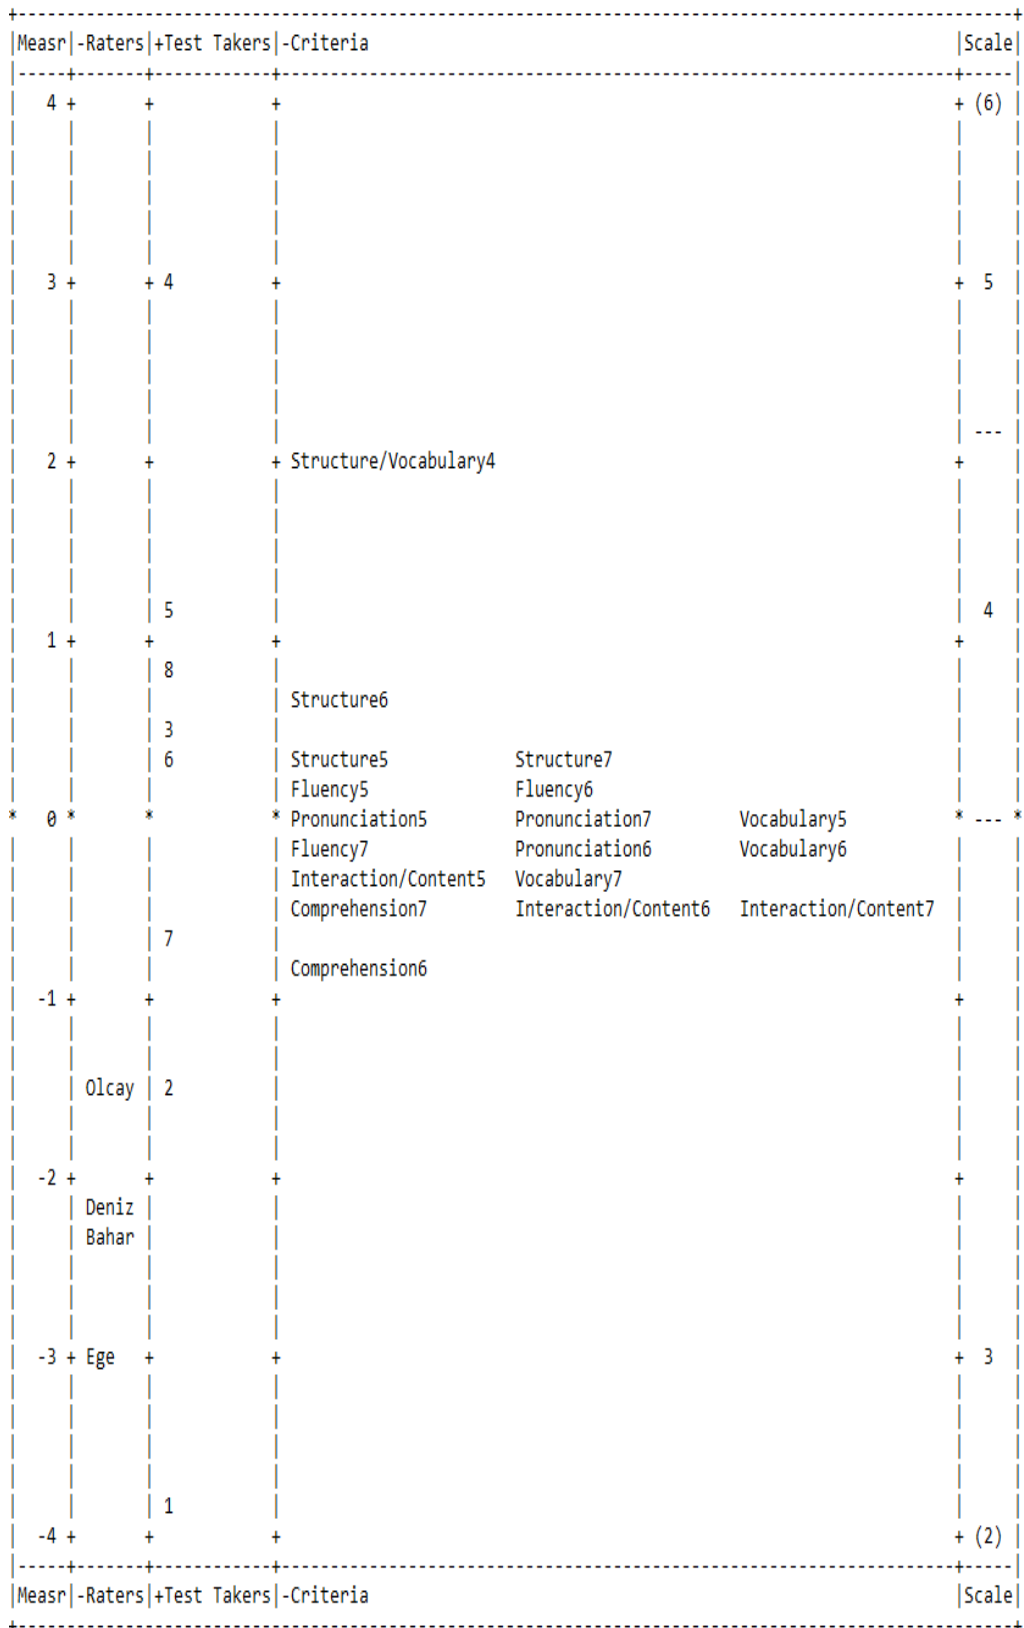 |Measr|-Raters|+Test Takers|-Criteria |Scale|
4 + + + + (6)
3 + + 4 + + 5
---
2 + + + Structure/Vocabulary4 +
5 4
1 + + + +
8
Structure6
3
6 Structure5 Structure7
Fluency5 Fluency6
* 0 * * * Pronunciation5 Pronunciation7 Vocabulary5 * --- *
Fluency7 Pronunciation6 Vocabulary6
Interaction/Content5 Vocabulary7
Comprehension7 Interaction/Content6 Interaction/Content7
7
Comprehension6
-1 + + + +
Olcay 2
-2 + + + +
Deniz
Bahar
-3 + Ege + + + 3
1
-4 + + + + (2)
|Measr|-Raters|+Test Takers|-Criteria |Scale|